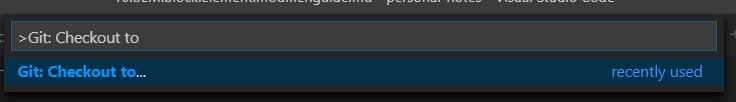 personal-notes - Visual Studio Code
>Git: Checkout to
Git: Checkout to... recently used